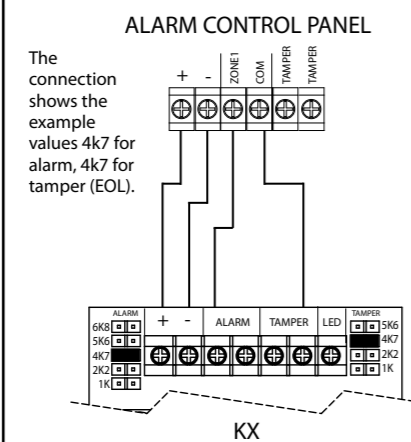 ALARM CONTROL PANEL
The
connection
shows the
example
values 4k7 for
alarm, 4k7 for
tamper (EOL).
+ - ZONE1 COM TAMPER TAMPER
ALARM + - ALARM TAMPER LED TAMPER
6K8 5K6
5K6 4K7
4K7 2K2
2K2 1K
1K
KX